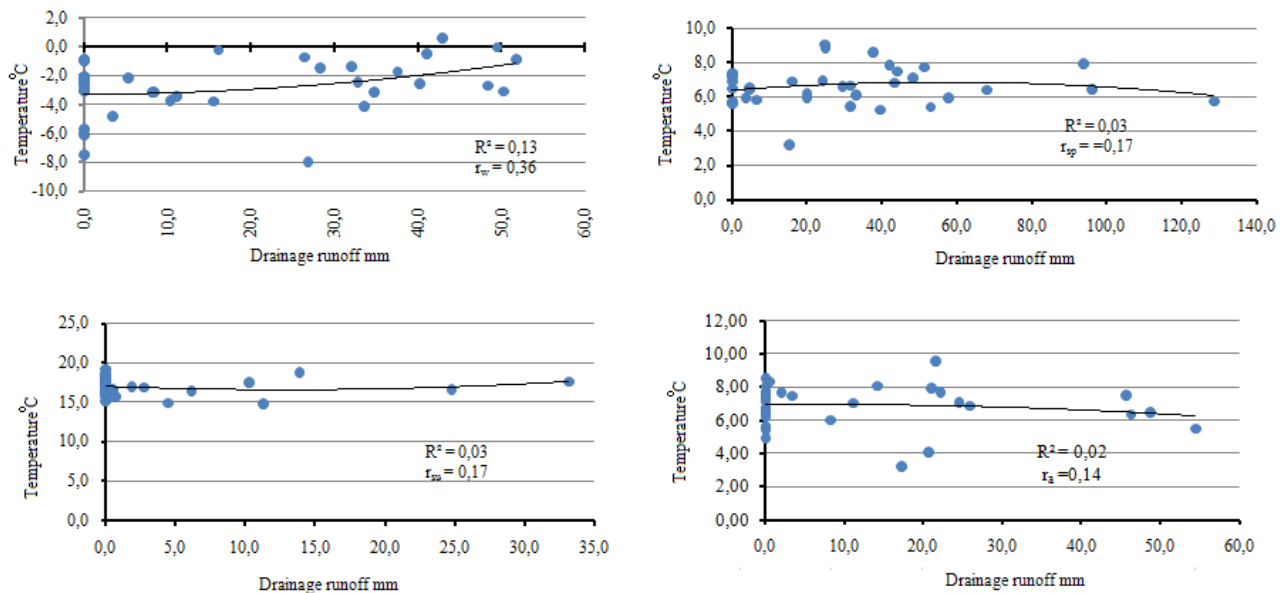 2,0
0,0
-2,0
-4,0
-6,0
-8,0
-10,0
Temperature°C
R² = 0,13
r_w = 0,36
0,0 10,0 20,0 30,0 40,0 50,0 60,0
Drainage runoff mm
10,0
8,0
6,0
4,0
2,0
0,0
Temperature°C
R² = 0,03
r_sp = =0,17
0,0 20,0 40,0 60,0 80,0 100,0 120,0 140,0
Drainage runoff mm
25,0
20,0
15,0
10,0
5,0
0,0
Temperature°C
R² = 0,03
= 0,17
0,0 5,0 10,0 15,0 20,0 25,0 30,0 35,0
Drainage runoff mm
12,00
10,00
8,00
6,00
4,00
2,00
0,00
Temperature°C
R² = 0,02
r_a =0,14
0,0 10,0 20,0 30,0 40,0 50,0 60,0
Drainage runoff mm